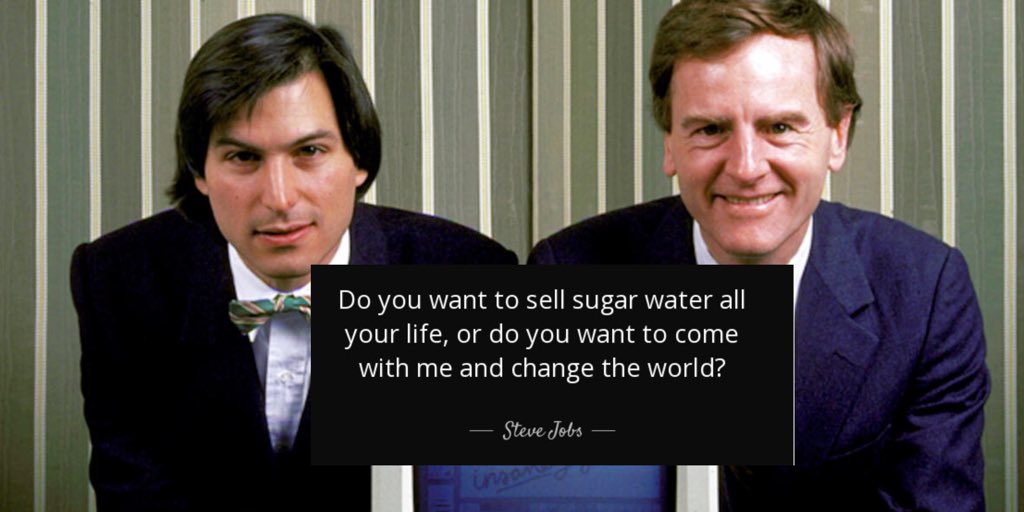 Do you want to sell sugar water all
your life, or do you want to come
with me and change the world?
Steve Jobs